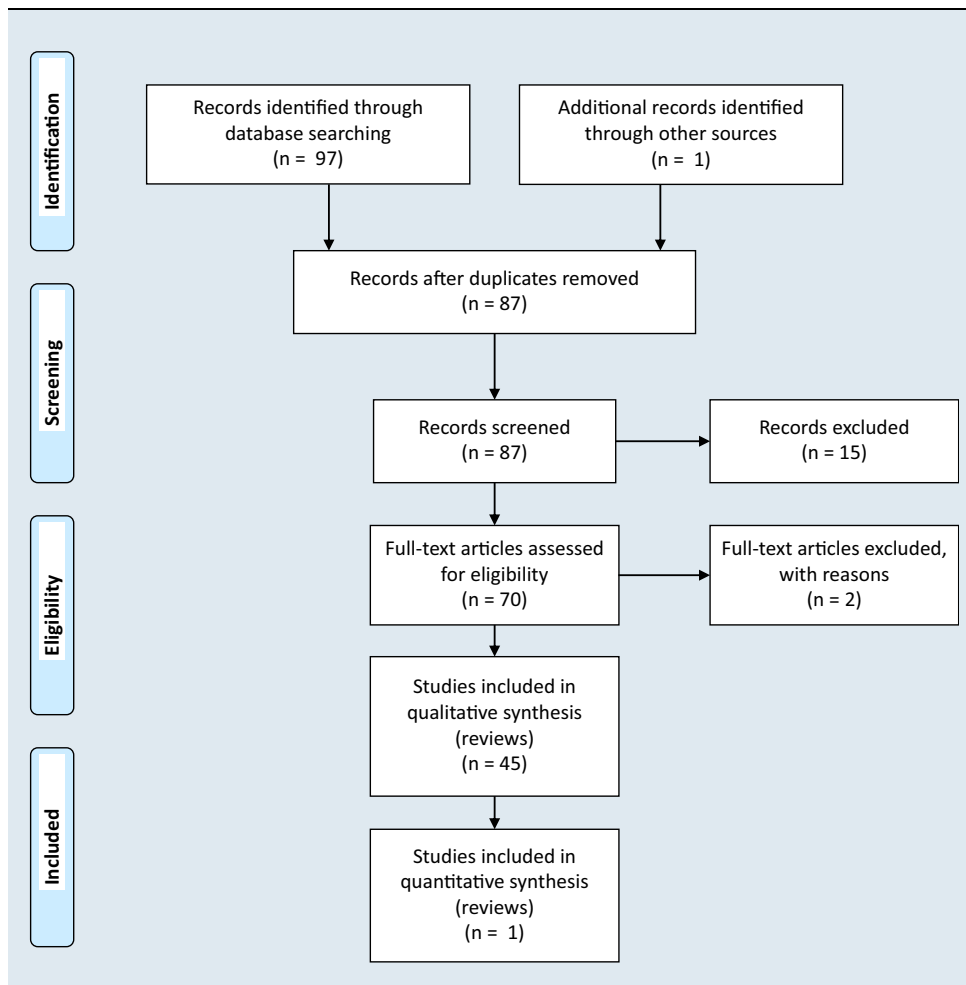 Identification
Records identified through
database searching
(n = 97)
Additional records identified
through other sources
(n = 1)
Records after duplicates removed
(n = 87)
Screening
Records screened
(n = 87)
Records excluded
(n = 15)
Eligibility
Full-text articles assessed
for eligibility
(n = 70)
Full-text articles excluded,
with reasons
(n = 2)
Studies included in
qualitative synthesis
(reviews)
(n = 45)
Included
Studies included in
quantitative synthesis
(reviews)
(n = 1)